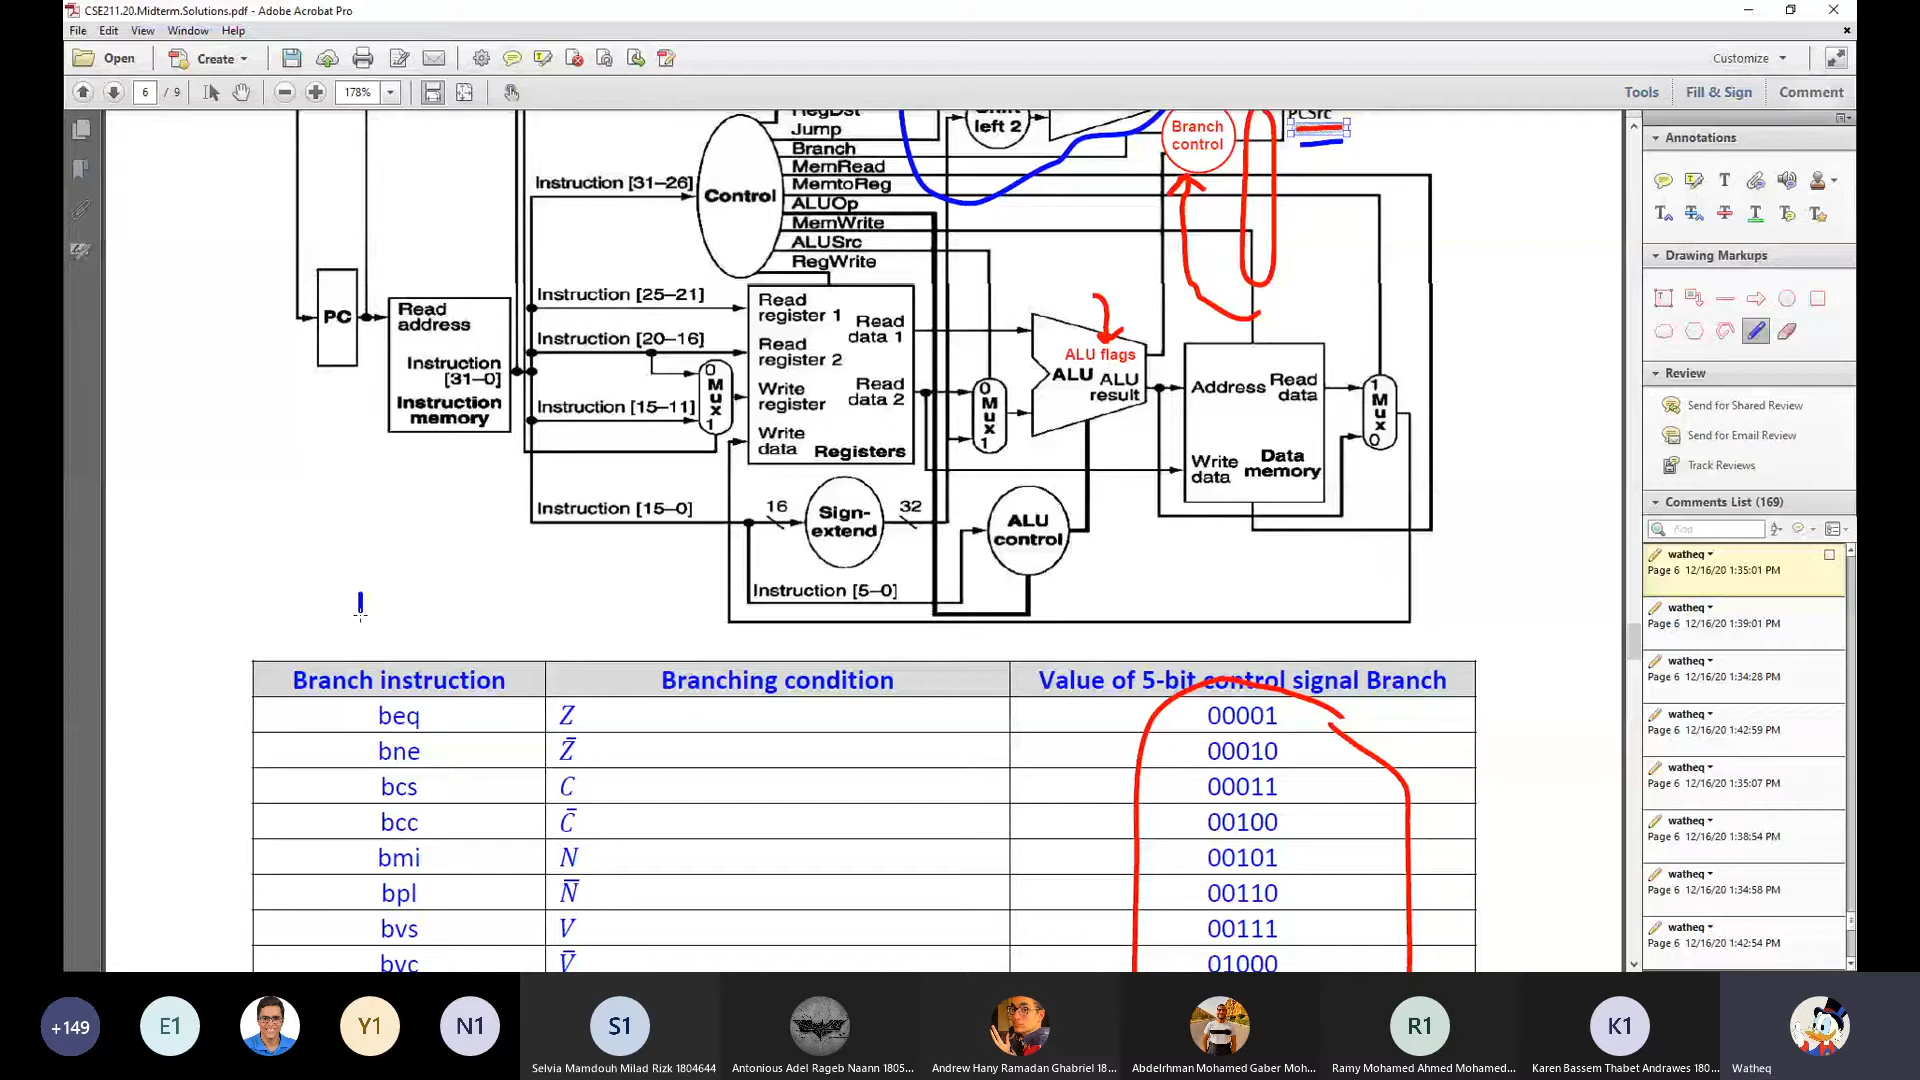 CSE211.20.Midterm.Solutions.pdf - Adobe Acrobat Pro
File Edit View Window Help
Open Create Customize
6 / 9 178% Tools Fill & Sign Comment
RegDst
Jump
Branch
MemRead
MemtoReg
ALUOp
MemWrite
ALUSrc
RegWrite
Control
left 2
Branch
control
PCSrc
Instruction [31–26]
Instruction [25–21]
Instruction [20–16]
Instruction [15–11]
Instruction [15–0]
Instruction [5–0]
PC
Read
address
Instruction
[31–0]
Instruction
memory
0
M
u
x
1
Read
register 1
Read
register 2
Write
register
Write
data
Read
data 1
Read
data 2
Registers
16
Sign-
extend
32
0
M
u
x
1
ALU flags
ALU
ALU
result
ALU
control
Address
Read
data
Write
data
Data
memory
1
M
u
x
0
Branch instruction Branching condition Value of 5-bit control signal Branch
beq Z 00001
bne Z̄ 00010
bcs C 00011
bcc C̄ 00100
bmi N 00101
bpl N̄ 00110
bvs V 00111
bvc V̄ 01000
Annotations
Drawing Markups
Review
Send for Shared Review
Send for Email Review
Track Reviews
Comments List (169)
Find
watheq
Page 6 12/16/20 1:35:01 PM
watheq
Page 6 12/16/20 1:39:01 PM
watheq
Page 6 12/16/20 1:34:28 PM
watheq
Page 6 12/16/20 1:42:59 PM
watheq
Page 6 12/16/20 1:35:07 PM
watheq
Page 6 12/16/20 1:38:54 PM
watheq
Page 6 12/16/20 1:34:58 PM
watheq
Page 6 12/16/20 1:42:54 PM
+149 E1 Y1 N1 S1 R1 K1
Selvia Mamdouh Milad Rizk 1804644
Antonious Adel Rageb Naann 1805...
Andrew Hany Ramadan Ghabriel 18...
Abdelrhman Mohamed Gaber Moh...
Ramy Mohamed Ahmed Mohamed...
Karen Bassem Thabet Andrawes 180...
Watheq